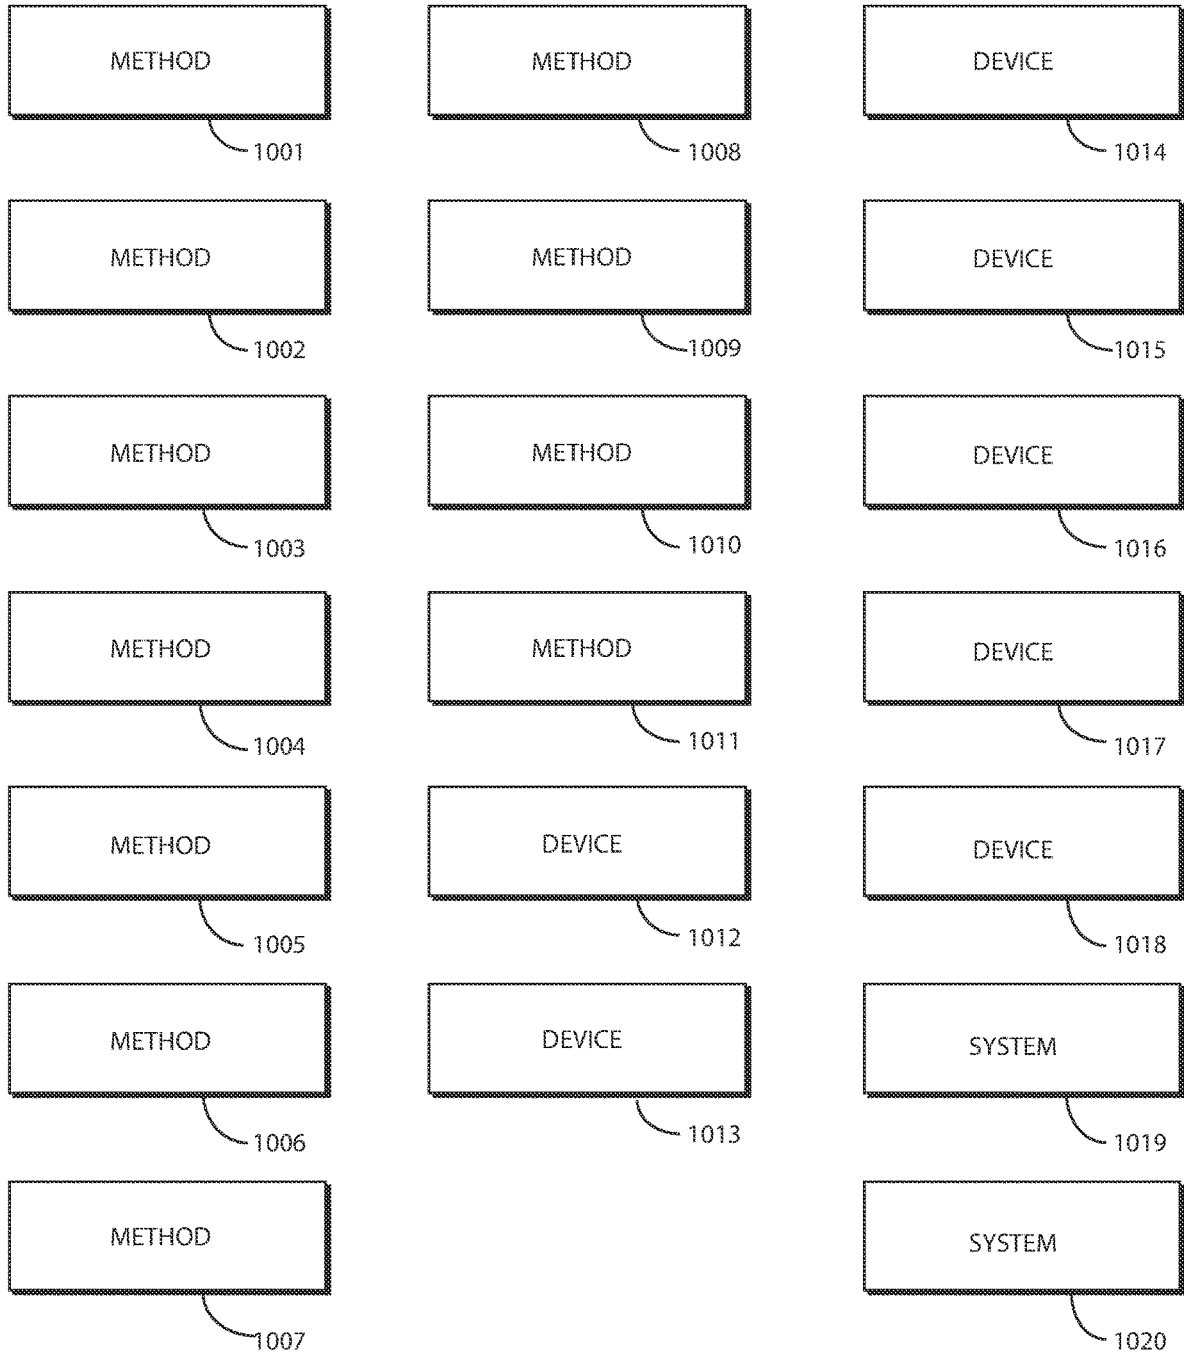 METHOD
1001
METHOD
1002
METHOD
1003
METHOD
1004
METHOD
1005
METHOD
1006
METHOD
1007
METHOD
1008
METHOD
1009
METHOD
1010
METHOD
1011
DEVICE
1012
DEVICE
1013
DEVICE
1014
DEVICE
1015
DEVICE
1016
DEVICE
1017
DEVICE
1018
SYSTEM
1019
SYSTEM
1020